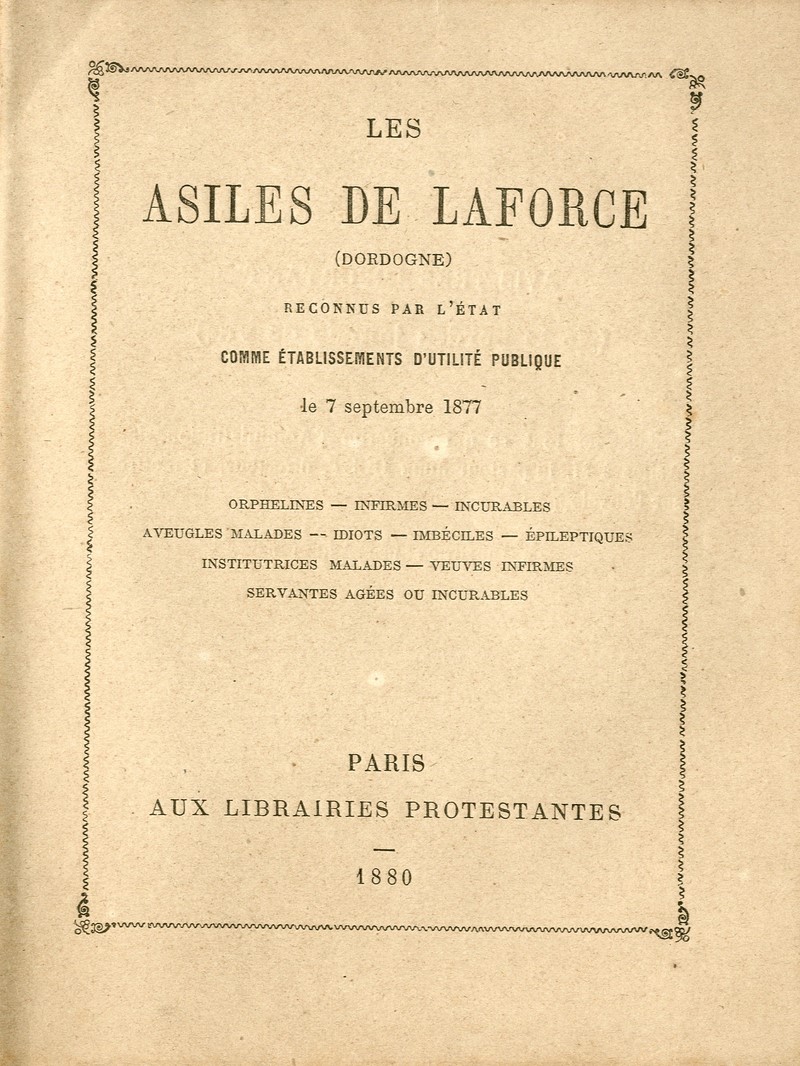 LES
ASILES DE LAFORCE
(DORDOGNE)
RECONNUS PAR L'ÉTAT
COMME ÉTABLISSEMENTS D'UTILITÉ PUBLIQUE
le 7 septembre 1877
ORPHELINES — INFIRMES — INCURABLES
AVEUGLES MALADES -- IDIOTS — IMBÉCILES — ÉPILEPTIQUES
INSTITUTRICES MALADES — VEUVES INFIRMES
SERVANTES AGÉES OU INCURABLES
PARIS
AUX LIBRAIRIES PROTESTANTES
—
1880